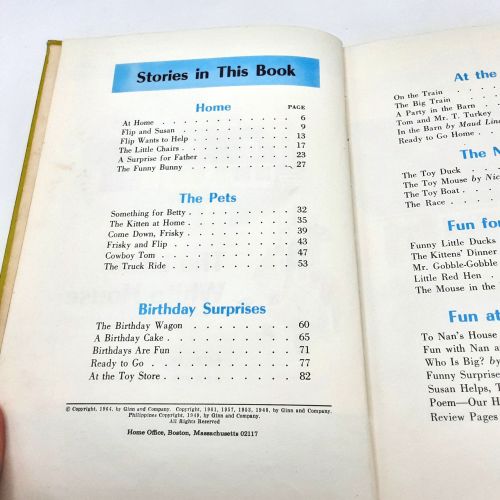 Stories in This Book
Home PAGE
At Home . . . . . . . . . . . 6
Flip and Susan . . . . . . . . . 9
Flip Wants to Help . . . . . . . . 13
The Little Chairs . . . . . . . . 17
A Surprise for Father . . . . . . . 23
The Funny Bunny . . . . . . . . 27
The Pets
Something for Betty . . . . . . . . 32
The Kitten at Home . . . . . . . . 35
Come Down, Frisky . . . . . . . . 39
Frisky and Flip . . . . . . . . . 43
Cowboy Tom . . . . . . . . . 47
The Truck Ride . . . . . . . . . 53
Birthday Surprises
The Birthday Wagon . . . . . . . . 60
A Birthday Cake . . . . . . . . . 65
Birthdays Are Fun . . . . . . . . 71
Ready to Go . . . . . . . . . . 77
At the Toy Store . . . . . . . . . 82
© Copyright, 1964, by Ginn and Company. Copyright, 1961, 1957, 1953, 1949, by Ginn and Company.
Philippines Copyright, 1949, by Ginn and Company.
All Rights Reserved
Home Office, Boston, Massachusetts 02117
At the
On the Train
The Big Train
A Party in the Barn
Tom and Mr. T. Turkey
In the Barn by Maud
Ready to Go Home
The
The Toy Duck
The Toy Mouse by
The Toy Boat
The Race
Fun
Funny Little Ducks
The Kittens' Dinner
Mr. Gobble-Gobble
Little Red Hen
The Mouse in the
Fun at
To Nan's House
Fun with Nan
Who Is Big?
Funny Surprise
Susan Helps,
Poem—Our
Review Pages